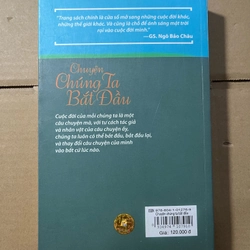 "Trang sách chính là cửa sổ mở sang những cuộc đời khác,
những thế giới khác. Và cũng là chỗ để ánh sáng mặt trời
rọi vào cuộc đời mình."
—GS. Ngô Bảo Châu
Chuyện
Chúng Ta
Bắt Đầu
Cuộc đời của mỗi chúng ta là một
câu chuyện mà, với tư cách tác giả
và nhân vật của câu chuyện ấy,
chúng ta luôn có thể bắt đầu, bắt đầu lại,
và thay đổi câu chuyện của mình
vào bất cứ lúc nào.
Giá: 120.000 đ